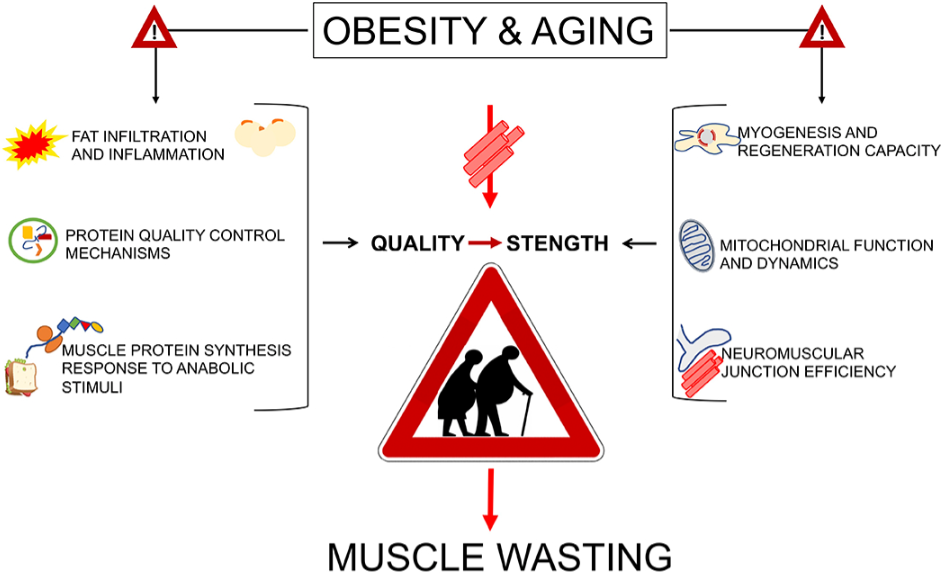 OBESITY & AGING
FAT INFILTRATION
AND INFLAMMATION
PROTEIN QUALITY CONTROL
MECHANISMS
MUSCLE PROTEIN SYNTHESIS
RESPONSE TO ANABOLIC
STIMULI
QUALITY STENGTH
MYOGENESIS AND
REGENERATION CAPACITY
MITOCHONDRIAL FUNCTION
AND DYNAMICS
NEUROMUSCULAR
JUNCTION EFFICIENCY
MUSCLE WASTING